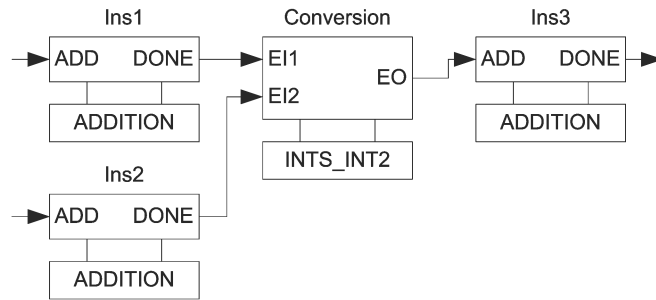 Ins1
Conversion
Ins3
ADD DONE
EI1
EO
EI2
ADD DONE
ADDITION
INTS_INT2
ADDITION
Ins2
ADD DONE
ADDITION